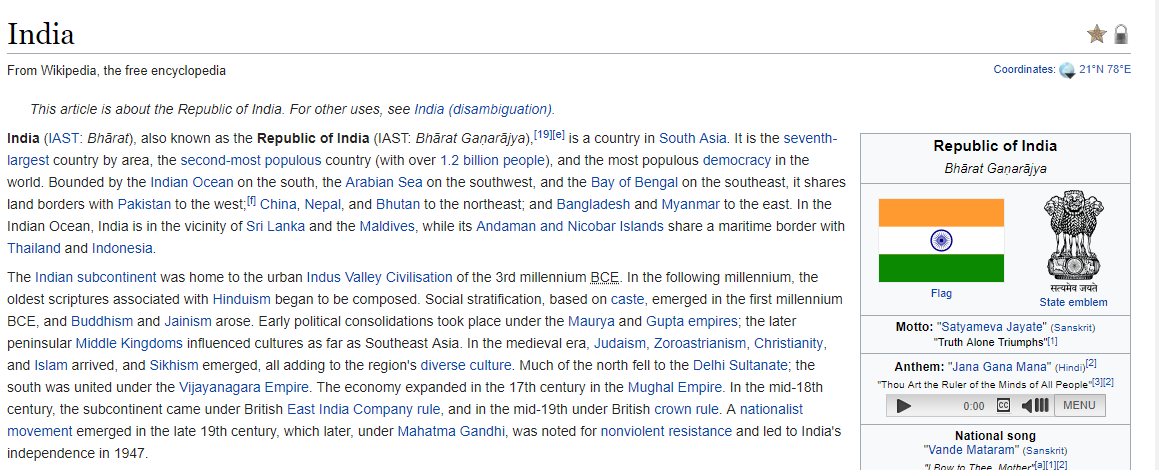 India
From Wikipedia, the free encyclopedia
Coordinates: 21°N 78°E
This article is about the Republic of India. For other uses, see India (disambiguation).
India (IAST: Bhārat), also known as the Republic of India (IAST: Bhārat Gaṇarājya),[19][e] is a country in South Asia. It is the seventh-
largest country by area, the second-most populous country (with over 1.2 billion people), and the most populous democracy in the
world. Bounded by the Indian Ocean on the south, the Arabian Sea on the southwest, and the Bay of Bengal on the southeast, it shares
land borders with Pakistan to the west;[f] China, Nepal, and Bhutan to the northeast; and Bangladesh and Myanmar to the east. In the
Indian Ocean, India is in the vicinity of Sri Lanka and the Maldives, while its Andaman and Nicobar Islands share a maritime border with
Thailand and Indonesia.
The Indian subcontinent was home to the urban Indus Valley Civilisation of the 3rd millennium BCE. In the following millennium, the
oldest scriptures associated with Hinduism began to be composed. Social stratification, based on caste, emerged in the first millennium
BCE, and Buddhism and Jainism arose. Early political consolidations took place under the Maurya and Gupta empires; the later
peninsular Middle Kingdoms influenced cultures as far as Southeast Asia. In the medieval era, Judaism, Zoroastrianism, Christianity,
and Islam arrived, and Sikhism emerged, all adding to the region's diverse culture. Much of the north fell to the Delhi Sultanate; the
south was united under the Vijayanagara Empire. The economy expanded in the 17th century in the Mughal Empire. In the mid-18th
century, the subcontinent came under British East India Company rule, and in the mid-19th under British crown rule. A nationalist
movement emerged in the late 19th century, which later, under Mahatma Gandhi, was noted for nonviolent resistance and led to India's
independence in 1947.
Republic of India
Bhārat Gaṇarājya
सत्यमेव जयते
Flag
State emblem
Motto: "Satyameva Jayate" (Sanskrit)
"Truth Alone Triumphs"[1]
Anthem: "Jana Gana Mana" (Hindi)[2]
"Thou Art the Ruler of the Minds of All People"[3][2]
0:00 CC MENU
National song
"Vande Mataram" (Sanskrit)
"I Bow to Thee, Mother"[a][1][2]